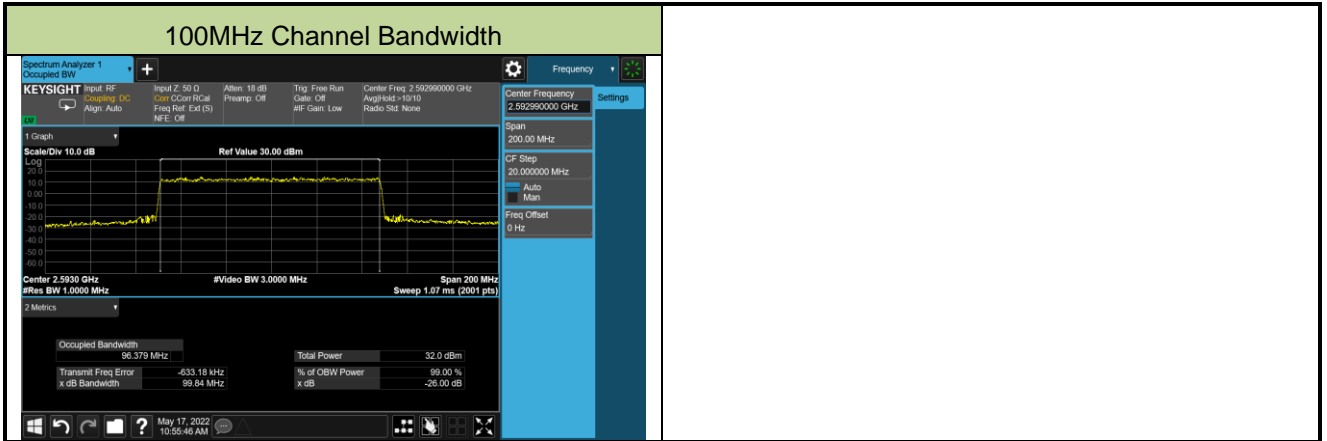 100MHz Channel Bandwidth
Spectrum Analyzer 1
Occupied BW
+
Frequency
KEYSIGHT
Input: RF
Coupling: DC
Align: Auto
Input Z: 50 Ω
Corr CCorr RCal
Freq Ref: Ext (S)
NFE: Off
Atten: 18 dB
Preamp: Off
Trig: Free Run
Gate: Off
#IF Gain: Low
Center Freq: 2.592990000 GHz
Avg|Hold:>10/10
Radio Std: None
Center Frequency
2.592990000 GHz
Settings
Span
200.00 MHz
CF Step
20.000000 MHz
Auto
Man
Freq Offset
0 Hz
1 Graph
Scale/Div 10.0 dB
Ref Value 30.00 dBm
Log
20.0
10.0
0.00
-10.0
-20.0
-30.0
-40.0
-50.0
-60.0
Center 2.5930 GHz
#Video BW 3.0000 MHz
Span 200 MHz
#Res BW 1.0000 MHz
Sweep 1.07 ms (2001 pts)
2 Metrics
Occupied Bandwidth
96.379 MHz
Total Power 32.0 dBm
Transmit Freq Error -633.18 kHz
% of OBW Power 99.00 %
x dB Bandwidth 99.84 MHz
x dB -26.00 dB
?
May 17, 2022
10:55:46 AM